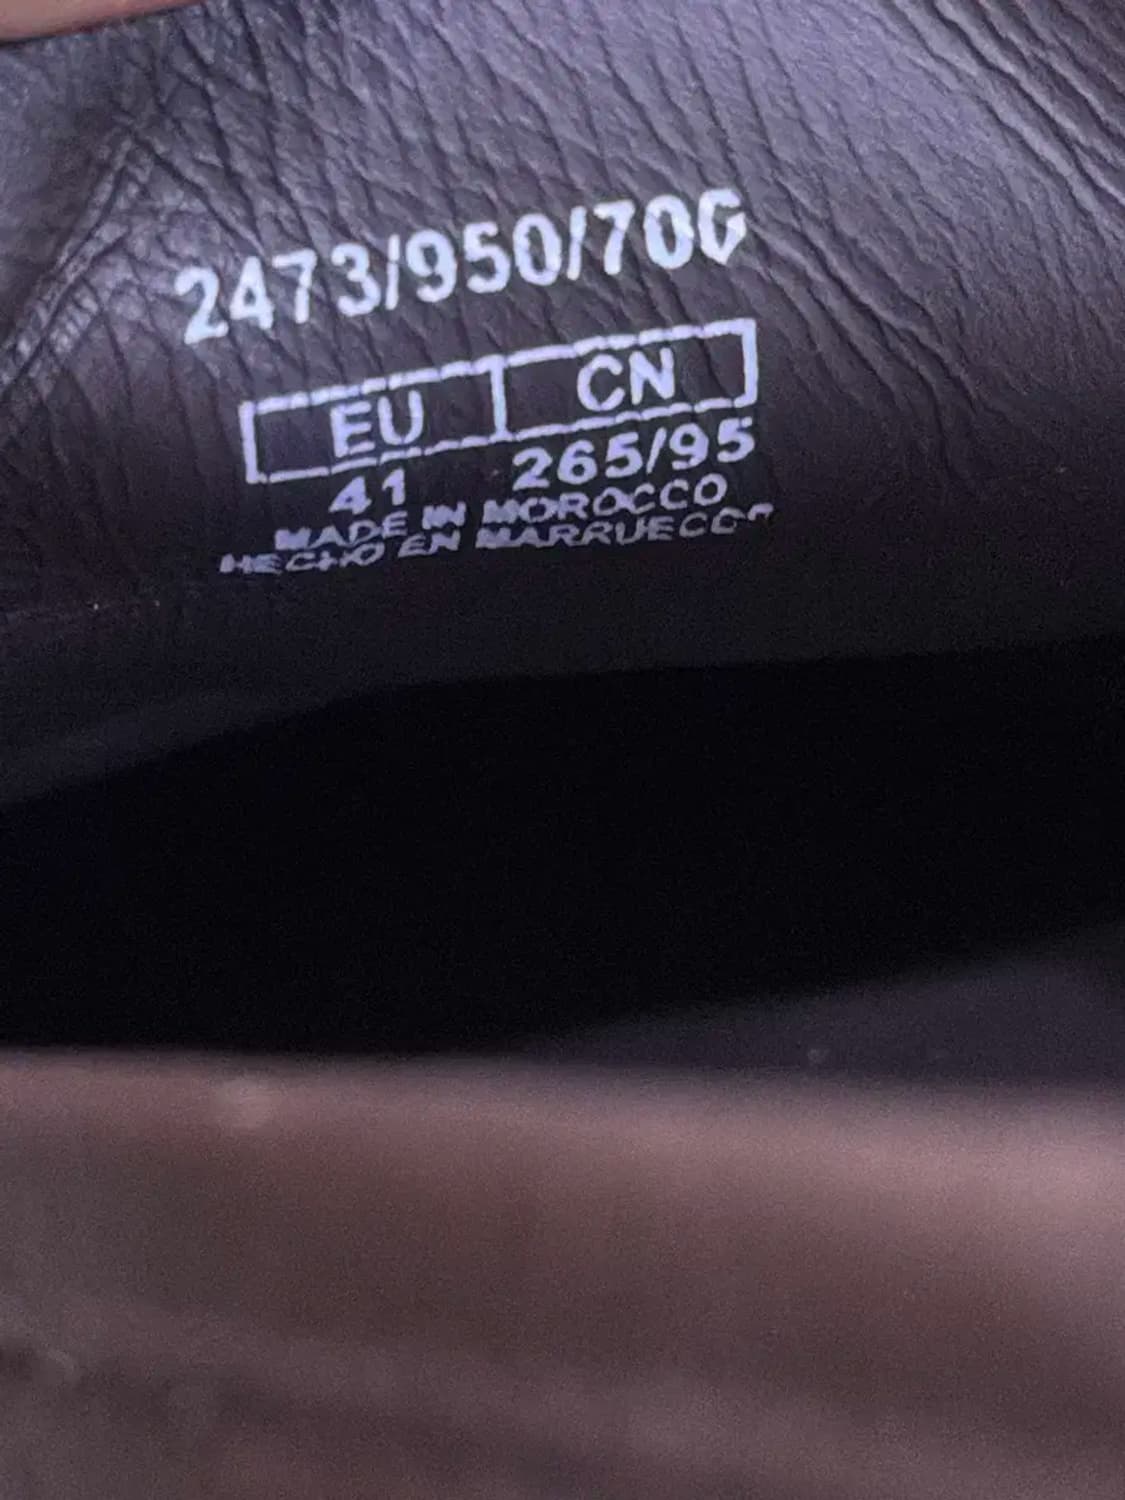 2473/950/700
EU CN
41 265/95
MADE IN MOROCCO
HECHO EN MARRUECOS